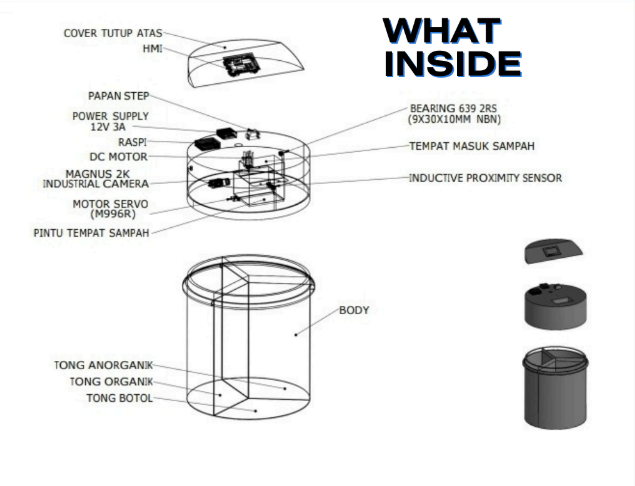 WHAT
INSIDE
COVER TUTUP ATAS
HMI
PAPAN STEP
POWER SUPPLY
12V 3A
RASPI
DC MOTOR
MAGNUS 2K
INDUSTRIAL CAMERA
MOTOR SERVO
(M996R)
PINTU TEMPAT SAMPAH
BEARING 639 2RS
(9X30X10MM NBN)
TEMPAT MASUK SAMPAH
INDUCTIVE PROXIMITY SENSOR
BODY
TONG ANORGANIK
TONG ORGANIK
TONG BOTOL